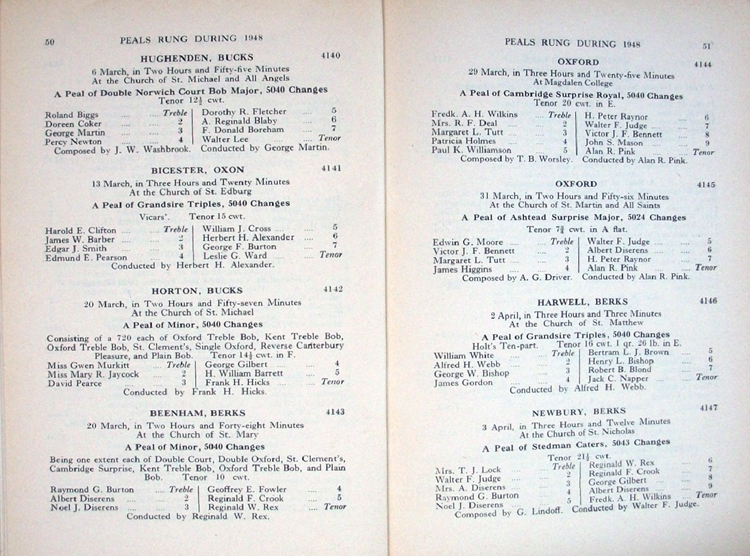 50 PEALS RUNG DURING 1948
HUGHENDEN, BUCKS 4140
6 March, in Two Hours and Fifty-five Minutes
At the Church of St. Michael and All Angels
A Peal of Double Norwich Court Bob Major, 5040 Changes
Tenor 12½ cwt.
Roland Biggs ... Treble Dorothy R. Fletcher ... 5
Doreen Coker ... 2 A. Reginald Blaby ... 6
George Martin ... 3 F. Donald Boreham ... 7
Percy Newton ... 4 Walter Lee ... Tenor
Composed by J. W. Washbrook. Conducted by George Martin.
BICESTER, OXON 4141
13 March, in Three Hours and Twenty Minutes
At the Church of St. Edburg
A Peal of Grandsire Triples, 5040 Changes
Vicars'. Tenor 15 cwt.
Harold E. Clifton ... Treble William J. Cross ... 5
James W. Barber ... 2 Herbert H. Alexander ... 6
Edgar J. Smith ... 3 George F. Burton ... 7
Edmund E. Pearson ... 4 Leslie G. Ward ... Tenor
Conducted by Herbert H. Alexander.
HORTON, BUCKS 4142
20 March, in Two Hours and Fifty-seven Minutes
At the Church of St. Michael
A Peal of Minor, 5040 Changes
Consisting of a 720 each of Oxford Treble Bob, Kent Treble Bob,
Oxford Treble Bob, St. Clement's, Single Oxford, Reverse Canterbury
Pleasure, and Plain Bob. Tenor 14¼ cwt. in F.
Miss Gwen Murkitt ... Treble George Gilbert ... 4
Miss Mary R. Jaycock ... 2 H. William Barrett ... 5
David Pearce ... 3 Frank H. Hicks ... Tenor
Conducted by Frank H. Hicks.
BEENHAM, BERKS 4143
20 March, in Two Hours and Forty-eight Minutes
At the Church of St. Mary
A Peal of Minor, 5040 Changes
Being one extent each of Double Court, Double Oxford, St. Clement's,
Cambridge Surprise, Kent Treble Bob, Oxford Treble Bob, and Plain
Bob. Tenor 10 cwt.
Raymond G. Burton ... Treble Geoffrey E. Fowler ... 4
Albert Diserens ... 2 Reginald F. Crook ... 5
Noel J. Diserens ... 3 Reginald W. Rex ... Tenor
Conducted by Reginald W. Rex.
PEALS RUNG DURING 1948 51
OXFORD 4144
29 March, in Three Hours and Twenty-five Minutes
At Magdalen College
A Peal of Cambridge Surprise Royal, 5040 Changes
Tenor 20 cwt. in E.
Fredk. A. H. Wilkins ... Treble H. Peter Raynor ... 6
Mrs. R. F. Deal ... 2 Walter F. Judge ... 7
Margaret L. Tutt ... 3 Victor J. F. Bennett ... 8
Patricia Holmes ... 4 John S. Mason ... 9
Paul K. Williamson ... 5 Alan R. Pink ... Tenor
Composed by T. B. Worsley. Conducted by Alan R. Pink.
OXFORD 4145
31 March, in Two Hours and Fifty-six Minutes
At the Church of St. Martin and All Saints
A Peal of Ashtead Surprise Major, 5024 Changes
Tenor 7¾ cwt. in A flat.
Edwin G. Moore ... Treble Walter F. Judge ... 5
Victor J. F. Bennett ... 2 Albert Diserens ... 6
Margaret L. Tutt ... 3 H. Peter Raynor ... 7
James Higgins ... 4 Alan R. Pink ... Tenor
Composed by A. G. Driver. Conducted by Alan R. Pink.
HARWELL, BERKS 4146
2 April, in Three Hours and Three Minutes
At the Church of St. Matthew
A Peal of Grandsire Triples, 5040 Changes
Holt's Ten-part. Tenor 16 cwt. 1 qr. 26 lb. in E.
William White ... Treble Bertram L. J. Brown ... 5
Alfred H. Webb ... 2 Henry L. Bishop ... 6
George W. Bishop ... 3 Robert B. Blond ... 7
James Gordon ... 4 Jack C. Napper ... Tenor
Conducted by Alfred H. Webb.
NEWBURY, BERKS 4147
3 April, in Three Hours and Twelve Minutes
At the Church of St. Nicholas
A Peal of Stedman Caters, 5043 Changes
Tenor 21½ cwt.
Mrs. T. J. Lock ... Treble Reginald W. Rex ... 6
Walter F. Judge ... 2 Reginald F. Crook ... 7
Mrs. A. Diserens ... 3 George Gilbert ... 8
Raymond G. Burton ... 4 Albert Diserens ... 9
Noel J. Diserens ... 5 Fredk. A. H. Wilkins ... Tenor
Composed by G. Lindoff. Conducted by Walter F. Judge.